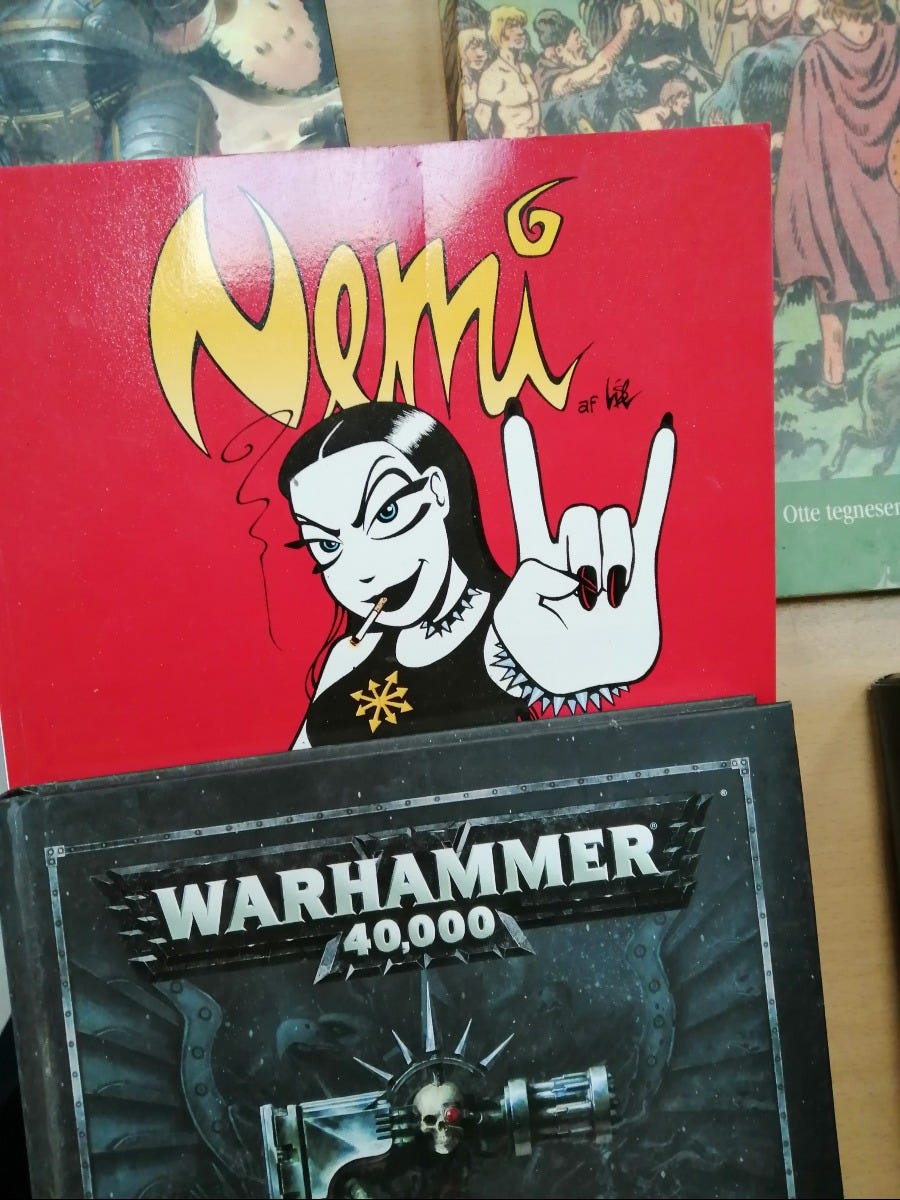 Nemi
af Lise
Otte tegneser
WARHAMMER®
40,000